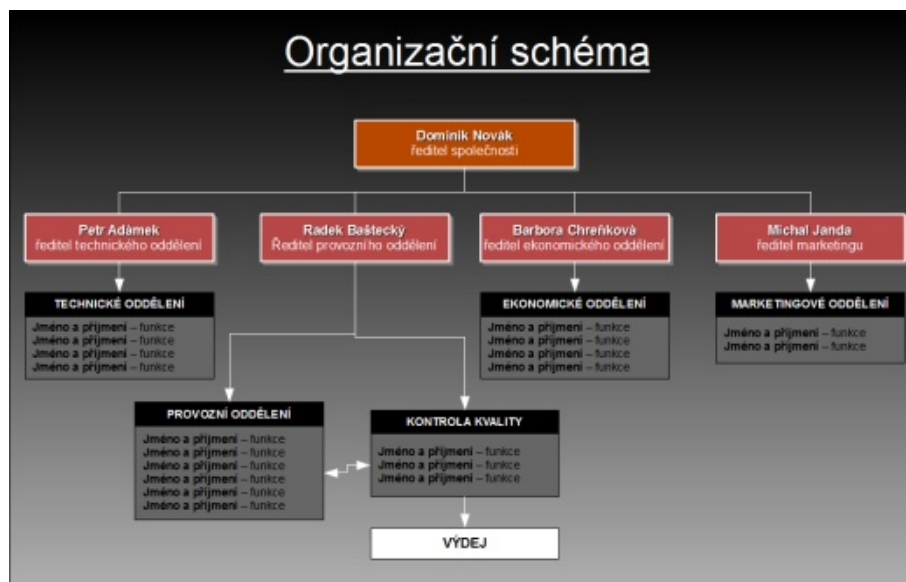 Organizační schéma
Dominik Novák
ředitel společnosti
Petr Adámek
ředitel technického oddělení
Radek Baštecký
Ředitel provozního oddělení
Barbora Chreňková
ředitel ekonomického oddělení
Michal Janda
ředitel marketingu
TECHNICKÉ ODDĚLENÍ
Jméno a příjmení – funkce
Jméno a příjmení – funkce
Jméno a příjmení – funkce
Jméno a příjmení – funkce
EKONOMICKÉ ODDĚLENÍ
Jméno a příjmení – funkce
Jméno a příjmení – funkce
Jméno a příjmení – funkce
Jméno a příjmení – funkce
MARKETINGOVÉ ODDĚLENÍ
Jméno a příjmení – funkce
Jméno a příjmení – funkce
PROVOZNÍ ODDĚLENÍ
Jméno a příjmení – funkce
Jméno a příjmení – funkce
Jméno a příjmení – funkce
Jméno a příjmení – funkce
Jméno a příjmení – funkce
Jméno a příjmení – funkce
KONTROLA KVALITY
Jméno a příjmení – funkce
Jméno a příjmení – funkce
Jméno a příjmení – funkce
VÝDEJ